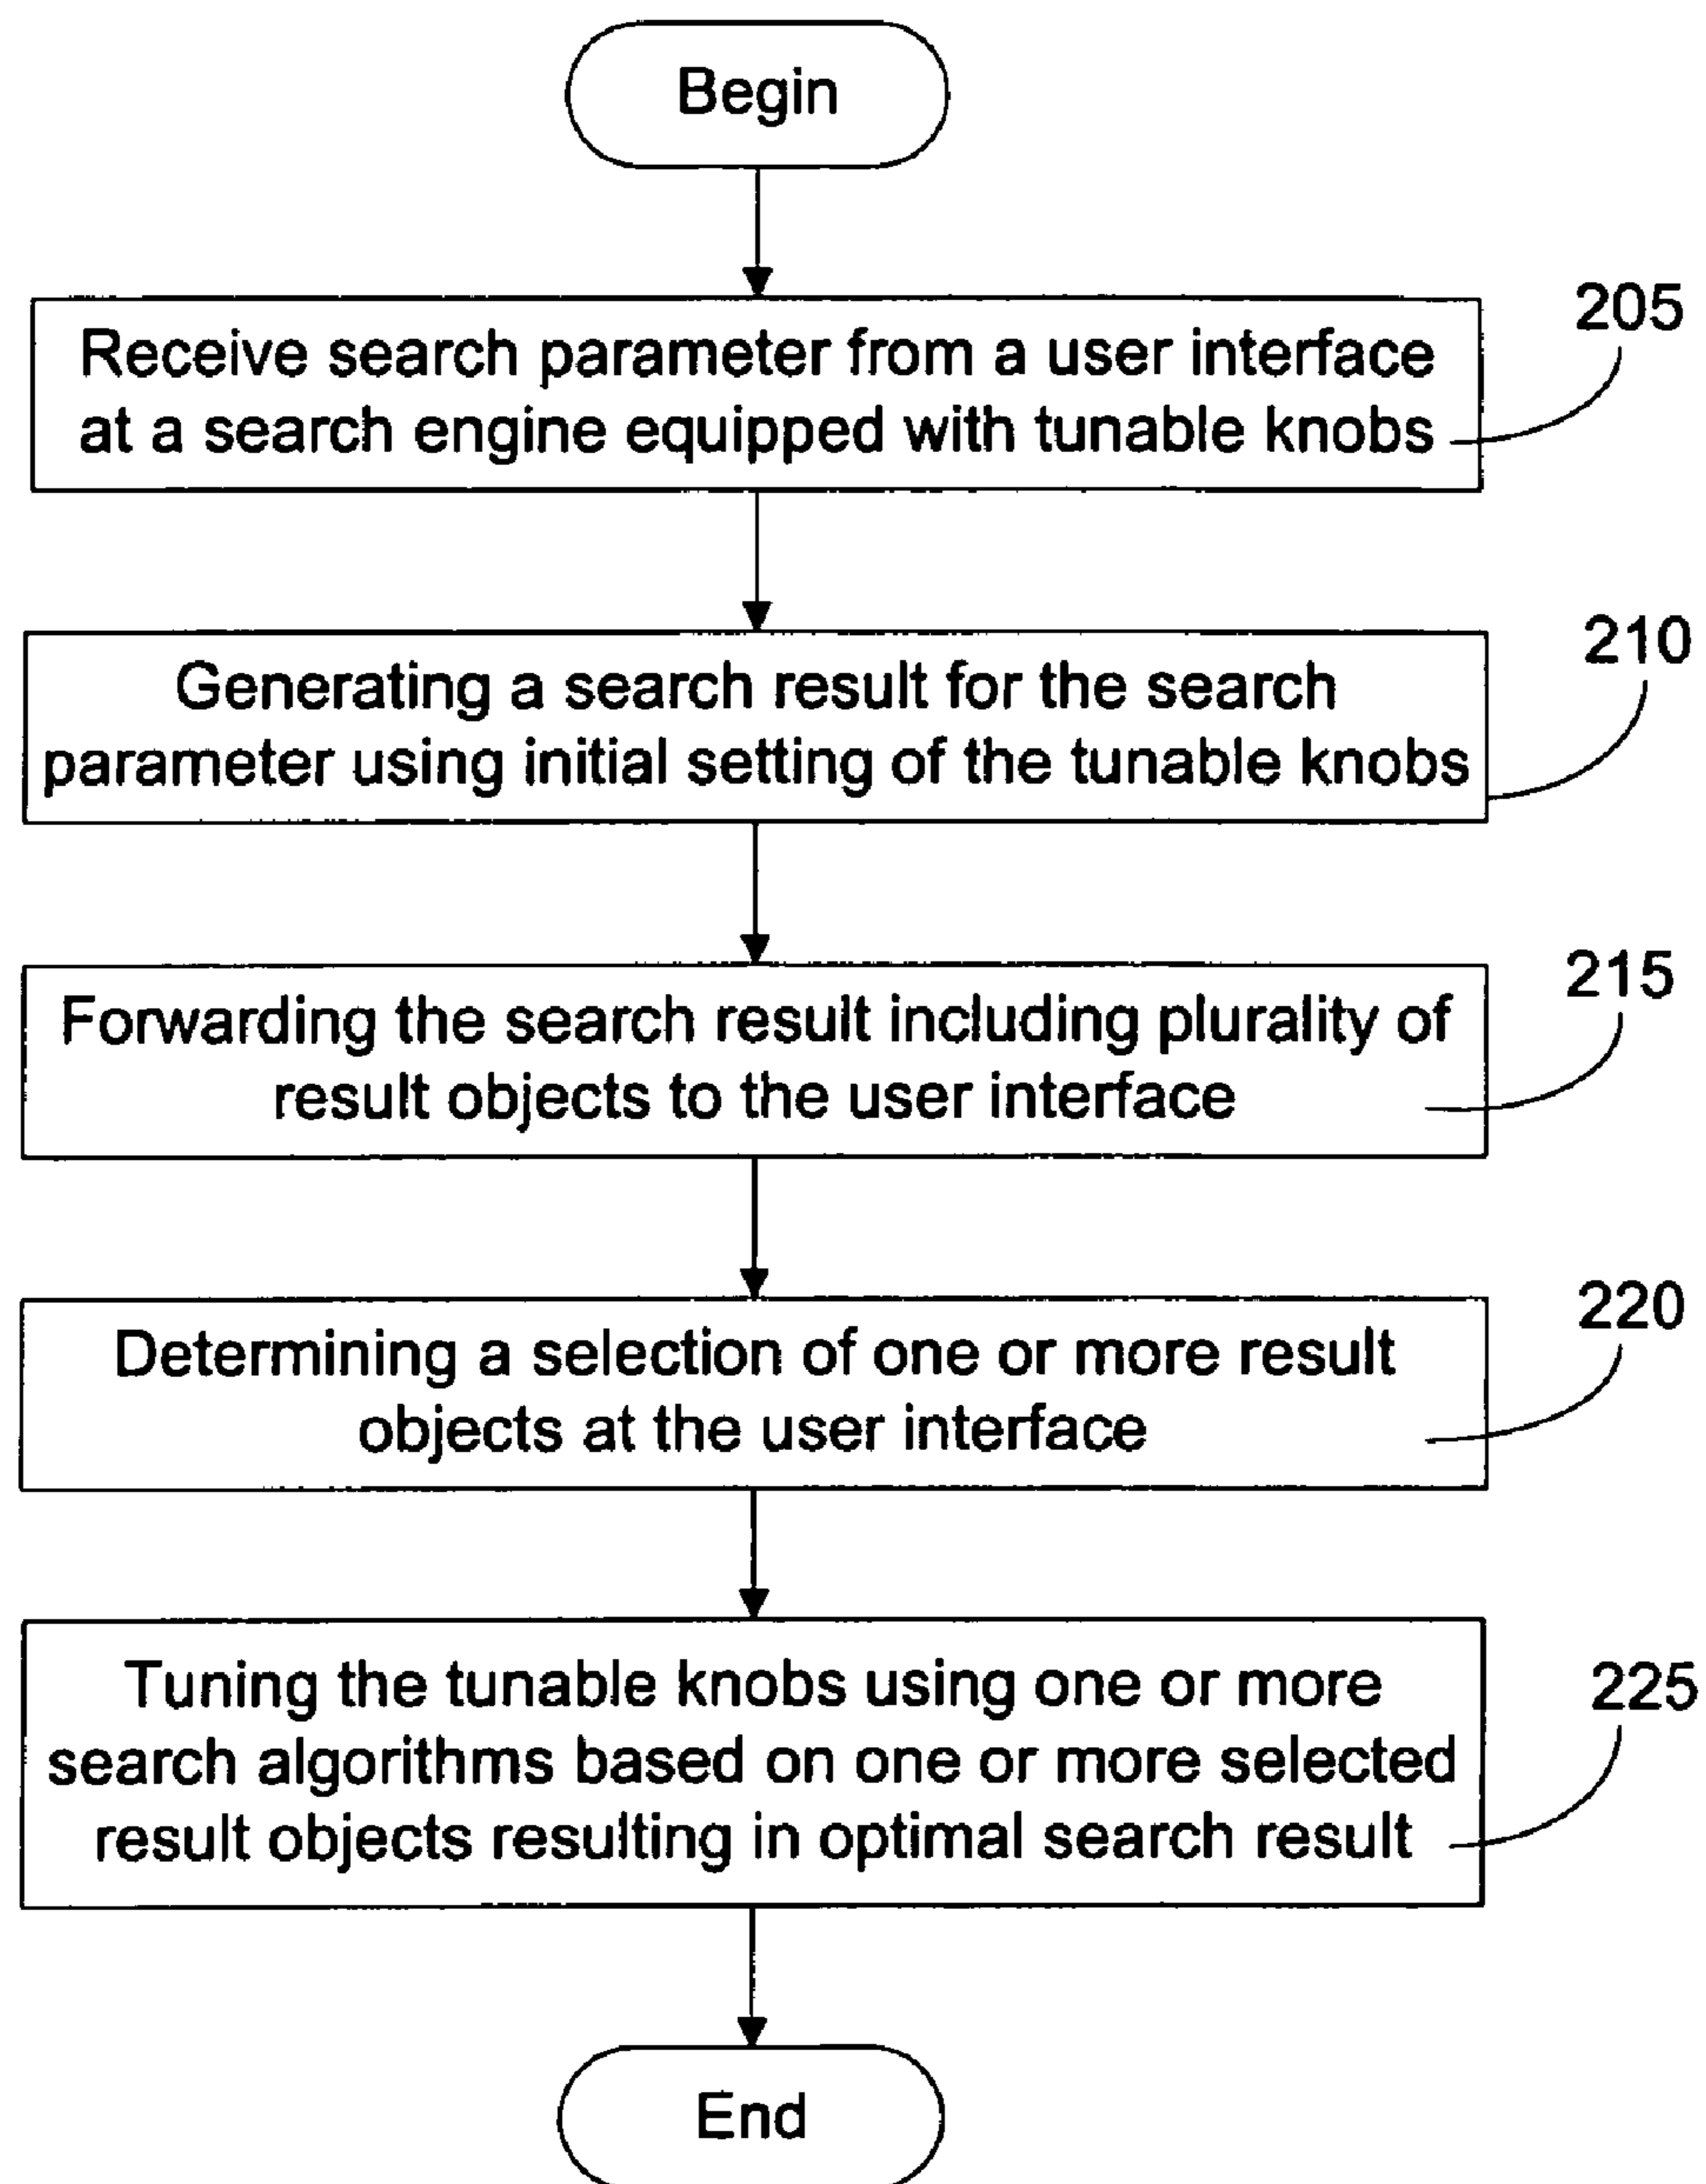 Begin
Receive search parameter from a user interface
at a search engine equipped with tunable knobs
205
Generating a search result for the search
parameter using initial setting of the tunable knobs
210
Forwarding the search result including plurality of
result objects to the user interface
215
Determining a selection of one or more result
objects at the user interface
220
Tuning the tunable knobs using one or more
search algorithms based on one or more selected
result objects resulting in optimal search result
225
End